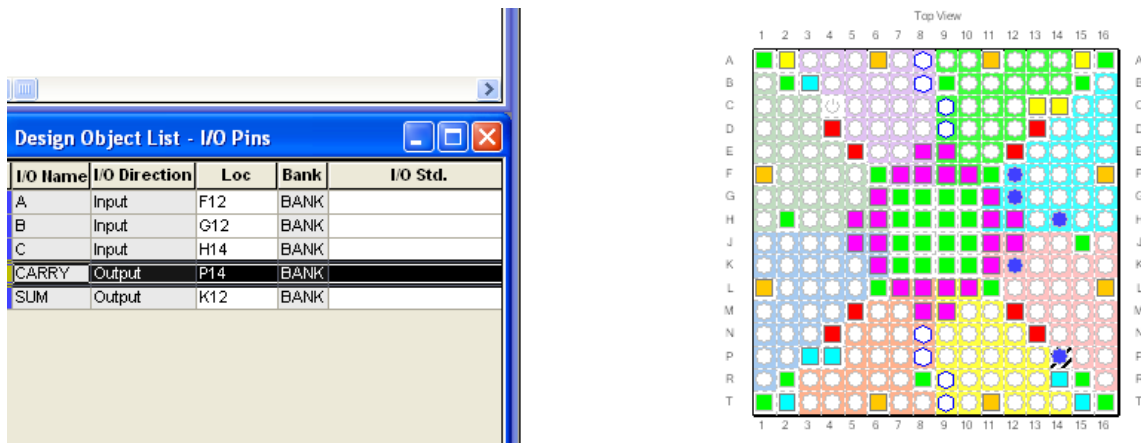 Design Object List - I/O Pins
I/O Name I/O Direction Loc Bank I/O Std.
A Input F12 BANK
B Input G12 BANK
C Input H14 BANK
CARRY Output P14 BANK
SUM Output K12 BANK
Top View
1 2 3 4 5 6 7 8 9 10 11 12 13 14 15 16
A A
B B
C C
D D
E E
F F
G G
H H
J J
K K
L L
M M
N N
P P
R R
T T
1 2 3 4 5 6 7 8 9 10 11 12 13 14 15 16